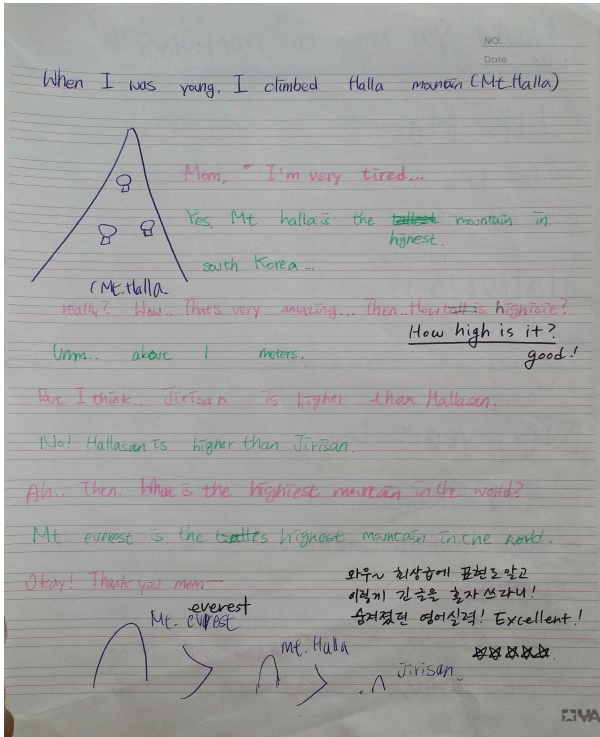 NO.
Date
When I was young, I climbed Halla mountain (Mt. Halla)
Mom, I'm very tired...
Yes, Mt halla is the tallest mountain in
highest.
south Korea...
(Mt. Halla
really? Wow.. That's very amazing... Then.. How tall is highisit?
How high is it?
good!
Umm.. about 1 meters.
But I think.. Jirisan is higher than Hallasan.
No! Hallasan is higher than Jirisan.
Ah.. Then.. What is the highiest mountain in the world?
Mt everest is the highest mountain in the world.
Okay! Thank you mom
와우~ 최상급에 표현도 알고
이렇게 긴 글을 혼자 쓰다니!
숨겨졌던 영어실력! Excellent!
everest
Mt. everest
Mt. Halla
Jirisan.
YA